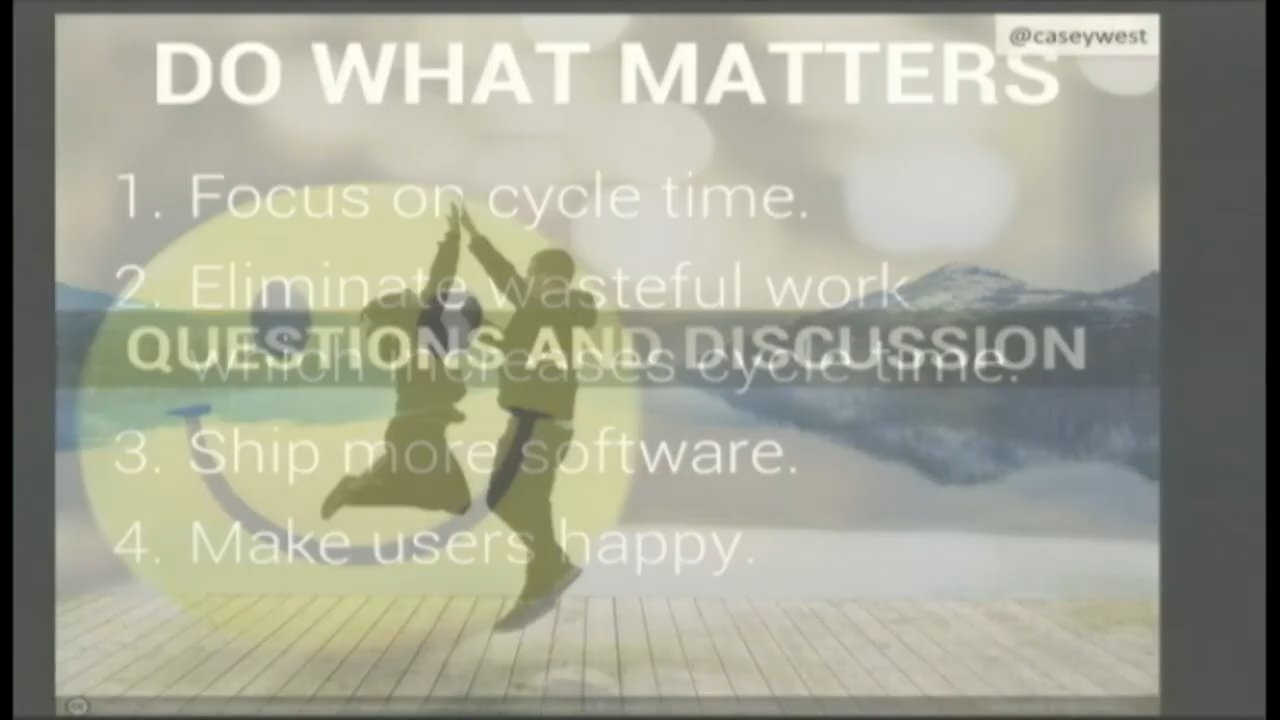 @caseywest
DO WHAT MATTERS
1. Focus on cycle time.
2. Eliminate wasteful work
which increases cycle time.
QUESTIONS AND DISCUSSION
3. Ship more software.
4. Make users happy.